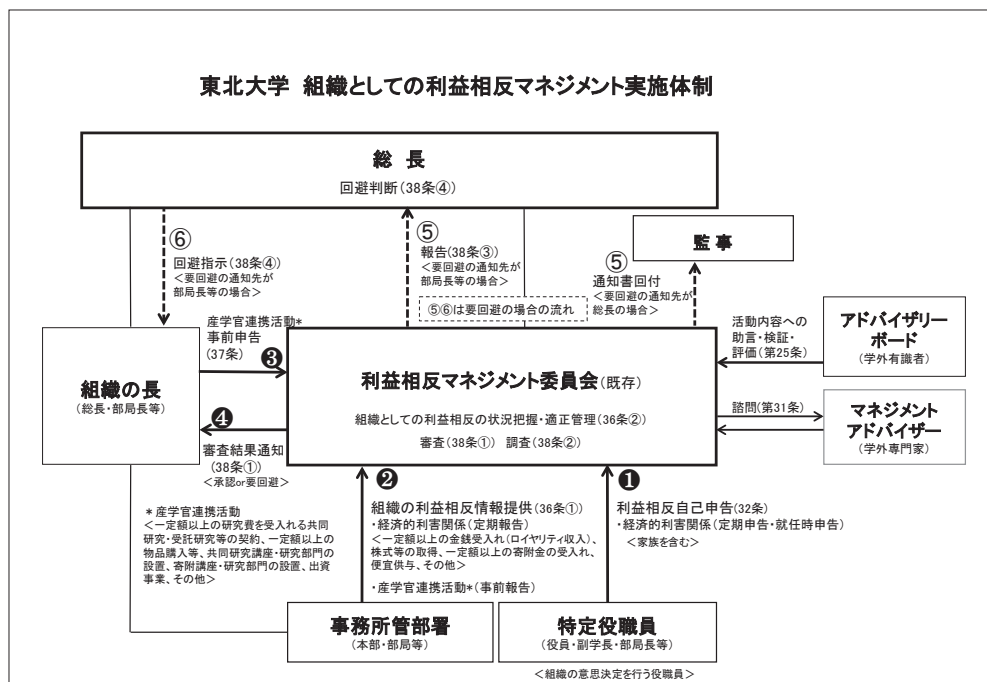 東北大学 組織としての利益相反マネジメント実施体制
総 長
回避判断(38条④)
⑥
回避指示(38条④)
<要回避の通知先が
部局長等の場合>
⑤
報告(38条③)
<要回避の通知先が
部局長等の場合>
⑤
通知書回付
<要回避の通知先が
総長の場合>
監 事
⑤⑥は要回避の場合の流れ
産学官連携活動*
事前申告
(37条)
❸
組織の長
(総長・部局長等)
❹
審査結果通知
(38条①)
<承認or要回避>
利益相反マネジメント委員会(既存)
組織としての利益相反の状況把握・適正管理(36条②)
審査(38条①) 調査(38条②)
活動内容への
助言・検証・
評価(第25条)
アドバイザリー
ボード
(学外有識者)
諮問(第31条)
マネジメント
アドバイザー
(学外専門家)
*産学官連携活動
<一定額以上の研究費を受入れる共同
研究・受託研究等の契約、一定額以上の
物品購入等、共同研究講座・研究部門の
設置、寄附講座・研究部門の設置、出資
事業、その他>
❷
組織の利益相反情報提供(36条①)
・経済的利害関係(定期報告)
<一定額以上の金銭受入れ(ロイヤリティ収入)、
株式等の取得、一定額以上の寄附金の受入れ、
便宜供与、その他>
・産学官連携活動*(事前報告)
❶
利益相反自己申告(32条)
・経済的利害関係(定期申告・就任時申告)
<家族を含む>
事務所管部署
(本部・部局等)
特定役職員
(役員・副学長・部局長等)
<組織の意思決定を行う役職員>